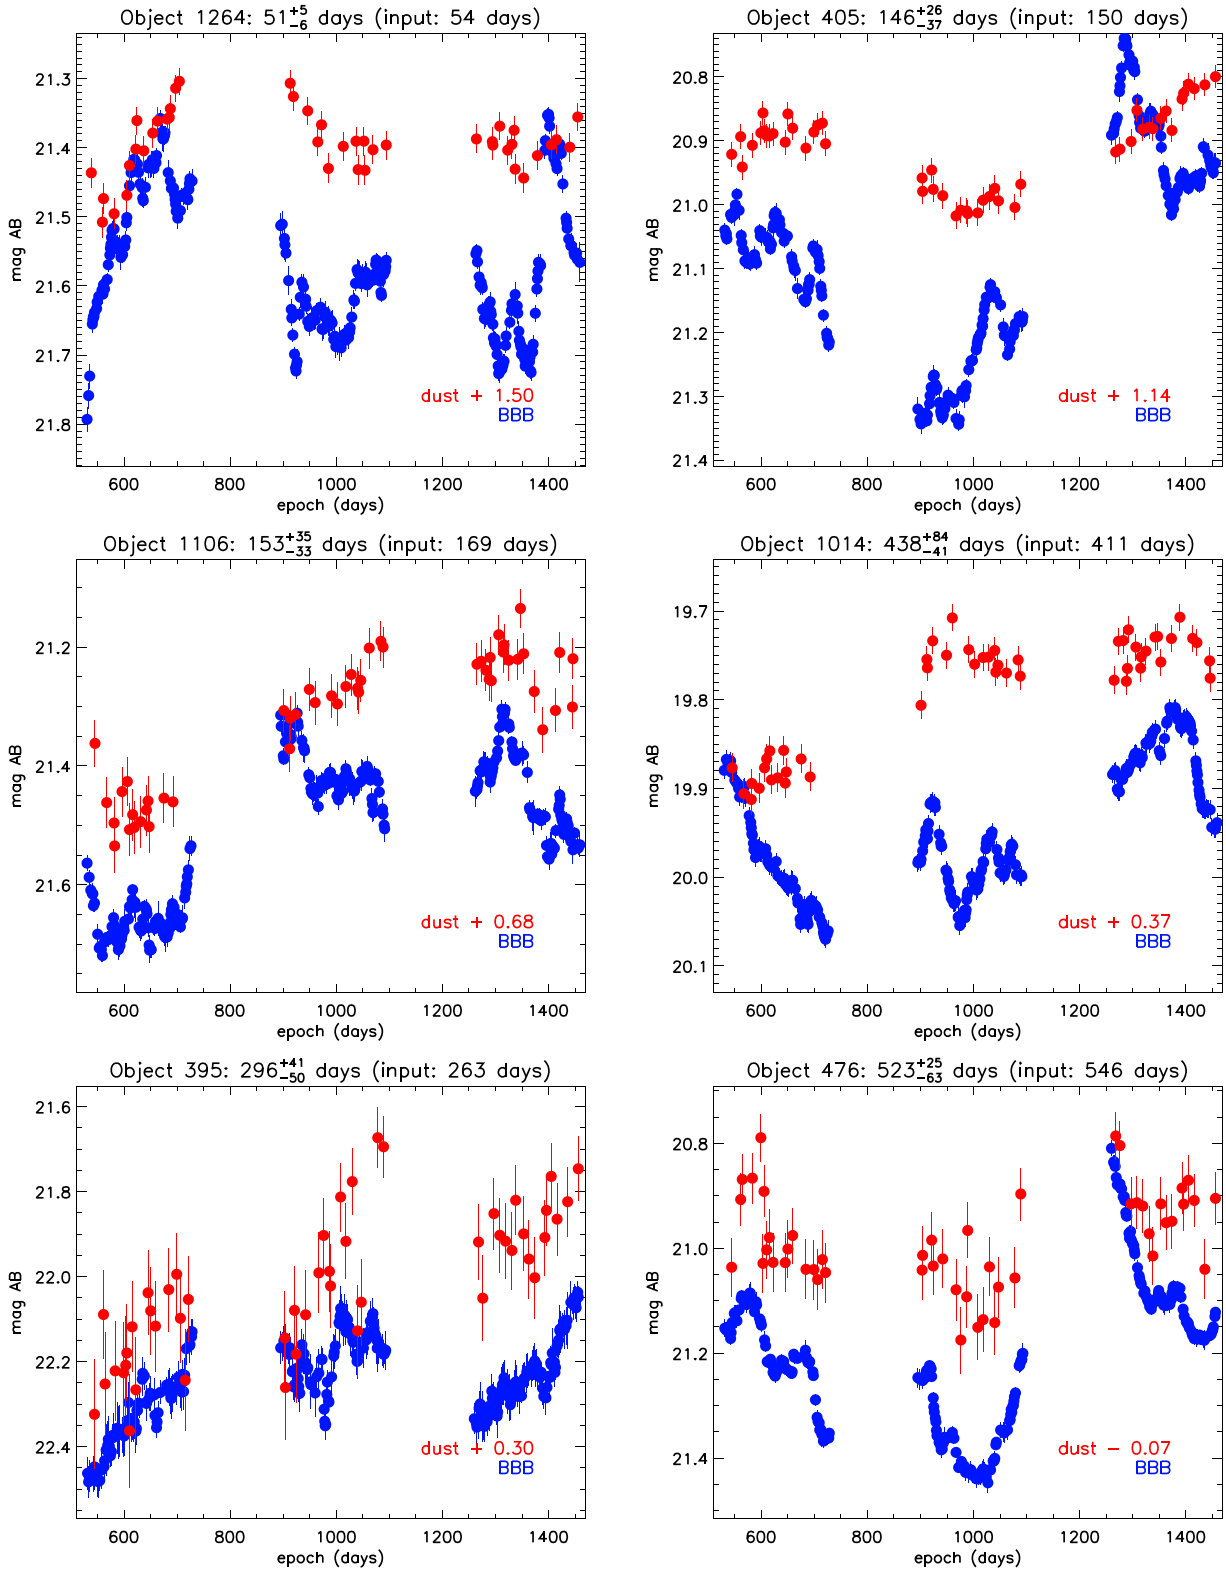 Object 1264: 51+5−6 days (input: 54 days)
21.3
21.4
21.5
21.6
21.7
21.8
mag AB
dust + 1.50
BBB
600 800 1000 1200 1400
epoch (days)
Object 405: 146+26−37 days (input: 150 days)
20.8
20.9
21.0
21.1
21.2
21.3
21.4
mag AB
dust + 1.14
BBB
600 800 1000 1200 1400
epoch (days)
Object 1106: 153+35−33 days (input: 169 days)
21.2
21.4
21.6
mag AB
dust + 0.68
BBB
600 800 1000 1200 1400
epoch (days)
Object 1014: 438+84−41 days (input: 411 days)
19.7
19.8
19.9
20.0
20.1
mag AB
dust + 0.37
BBB
600 800 1000 1200 1400
epoch (days)
Object 395: 296+41−50 days (input: 263 days)
21.6
21.8
22.0
22.2
22.4
mag AB
dust + 0.30
BBB
600 800 1000 1200 1400
epoch (days)
Object 476: 523+25−63 days (input: 546 days)
20.8
21.0
21.2
21.4
mag AB
dust − 0.07
BBB
600 800 1000 1200 1400
epoch (days)